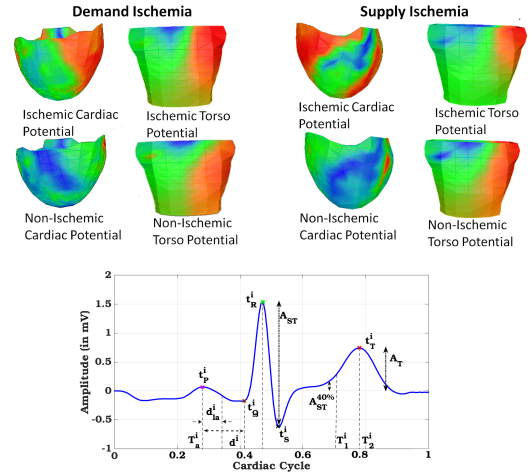 Demand Ischemia
Supply Ischemia
Ischemic Cardiac
Potential
Ischemic Torso
Potential
Ischemic Cardiac
Potential
Ischemic Torso
Potential
Non-Ischemic
Cardiac Potential
Non-Ischemic
Torso Potential
Non-Ischemic
Cardiac Potential
Non-Ischemic
Torso Potential
Amplitude (in mV)
2
1.5
1
0.5
0
-0.5
-1
t_R^i
A_ST
t_P^i
t_Q^i
d_la^i
T_a^i
d^i
t_S^i
A_ST^40%
T_1^i
T_2^i
t_T^i
A_T
0
0.2
0.4
0.6
0.8
1
Cardiac Cycle